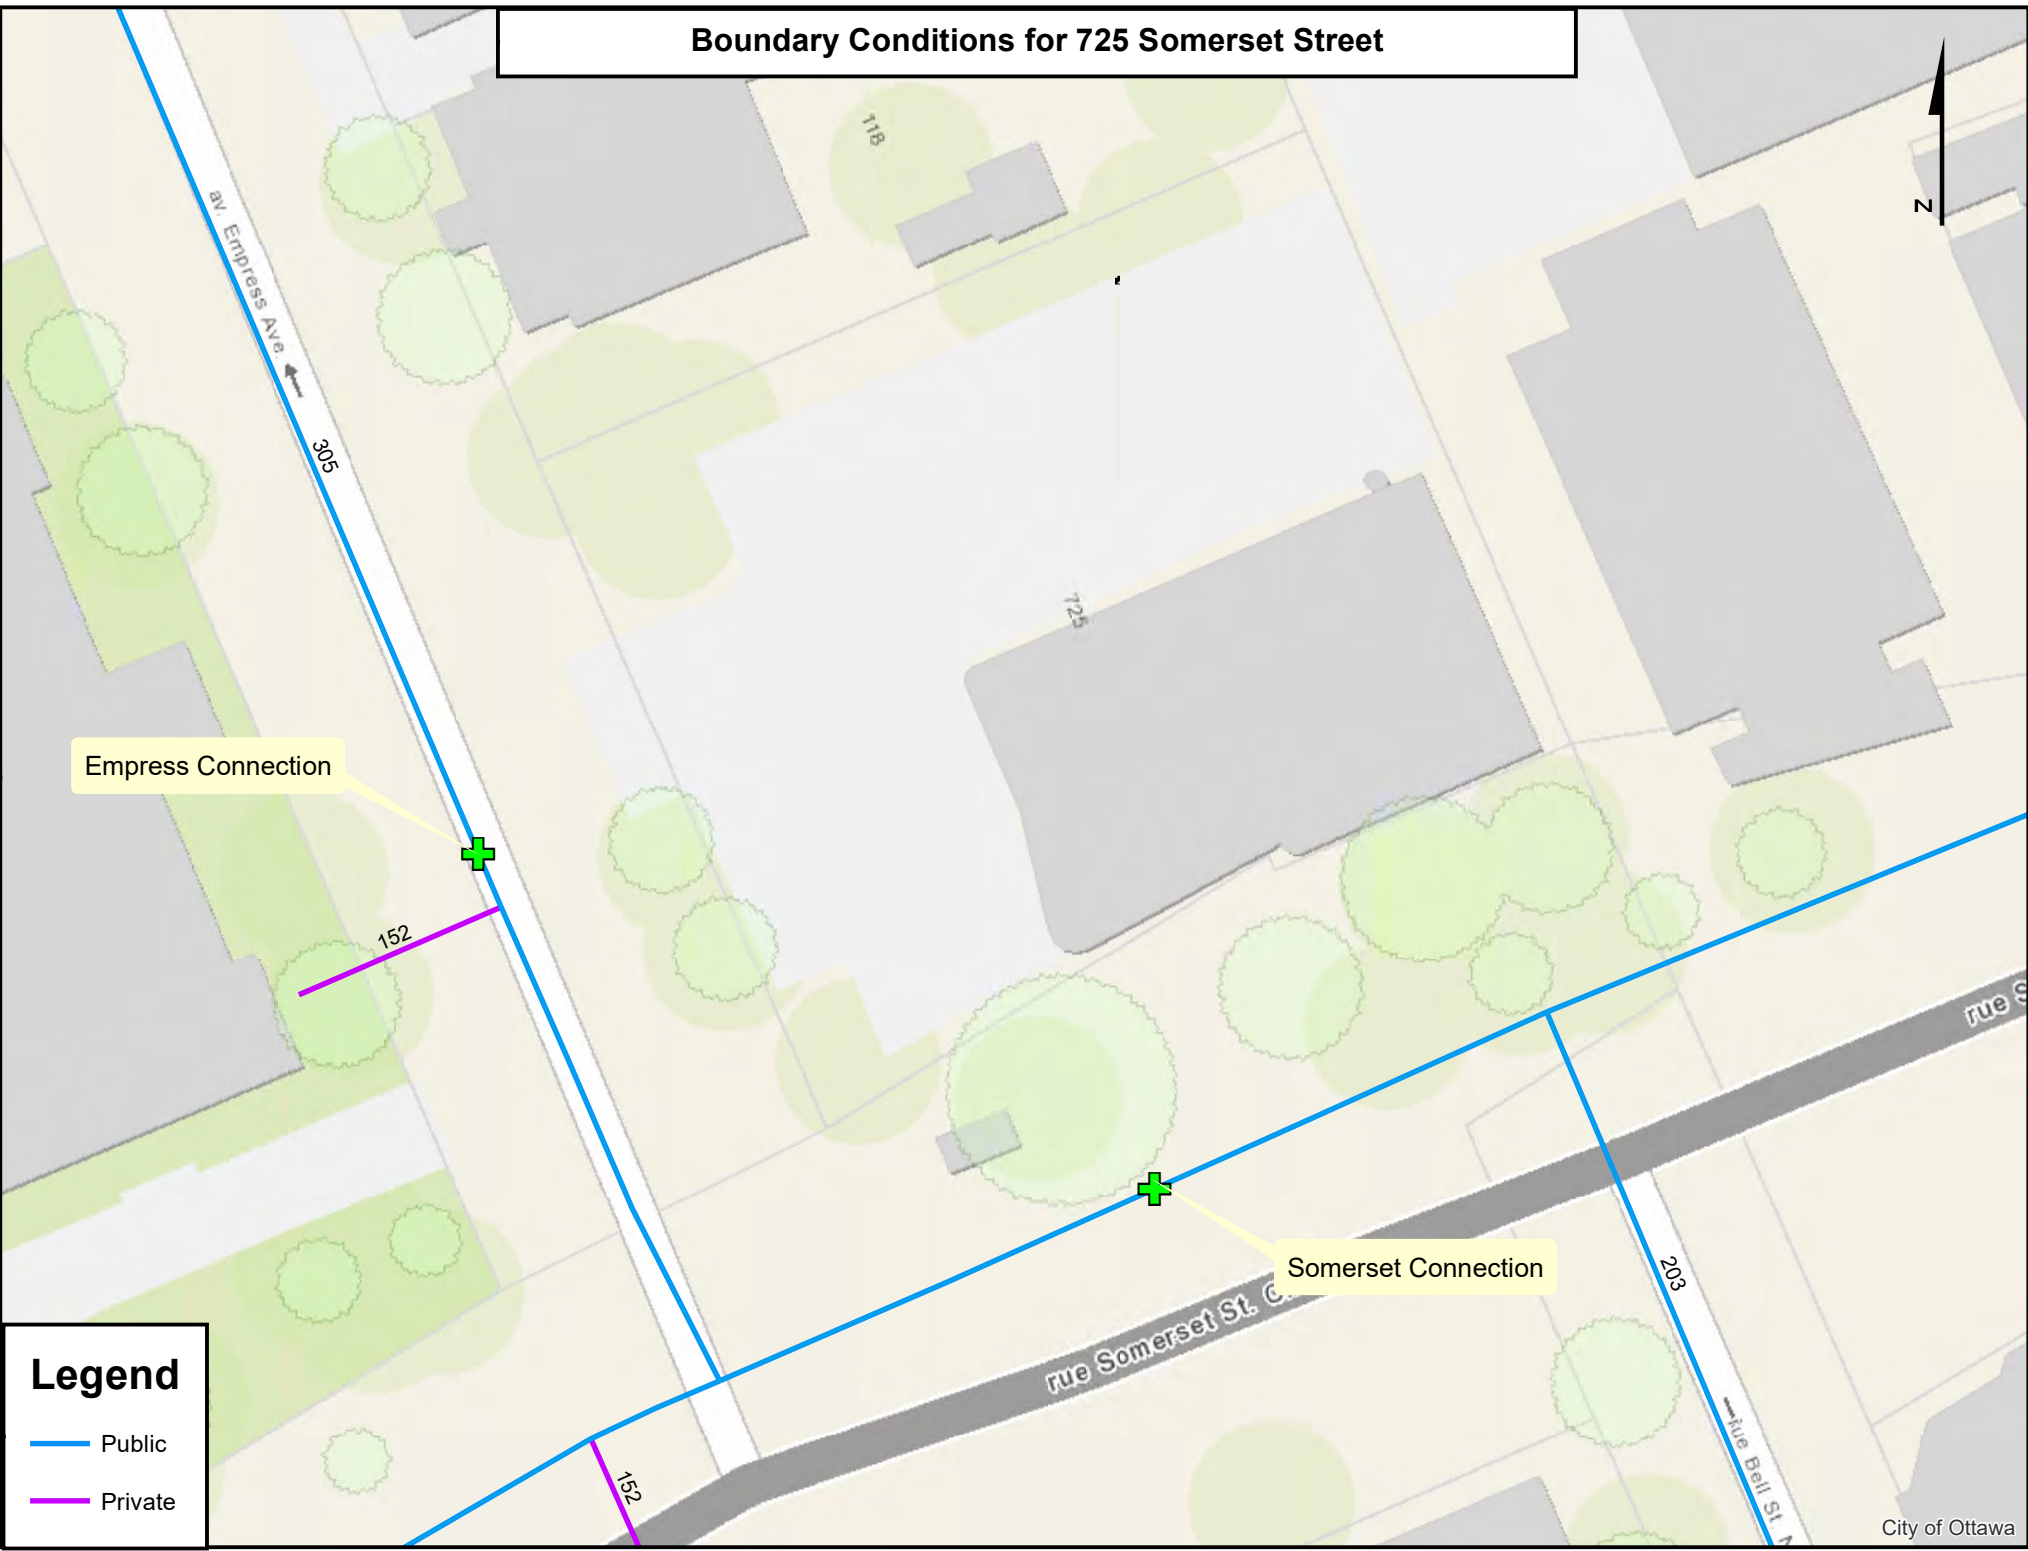 Boundary Conditions for 725 Somerset Street
118
av. Empress Ave.
N
305
725
Empress Connection
152
rue S
Somerset Connection
203
rue Somerset St.
Legend
Public
Private
152
rue Bell St. N
City of Ottawa